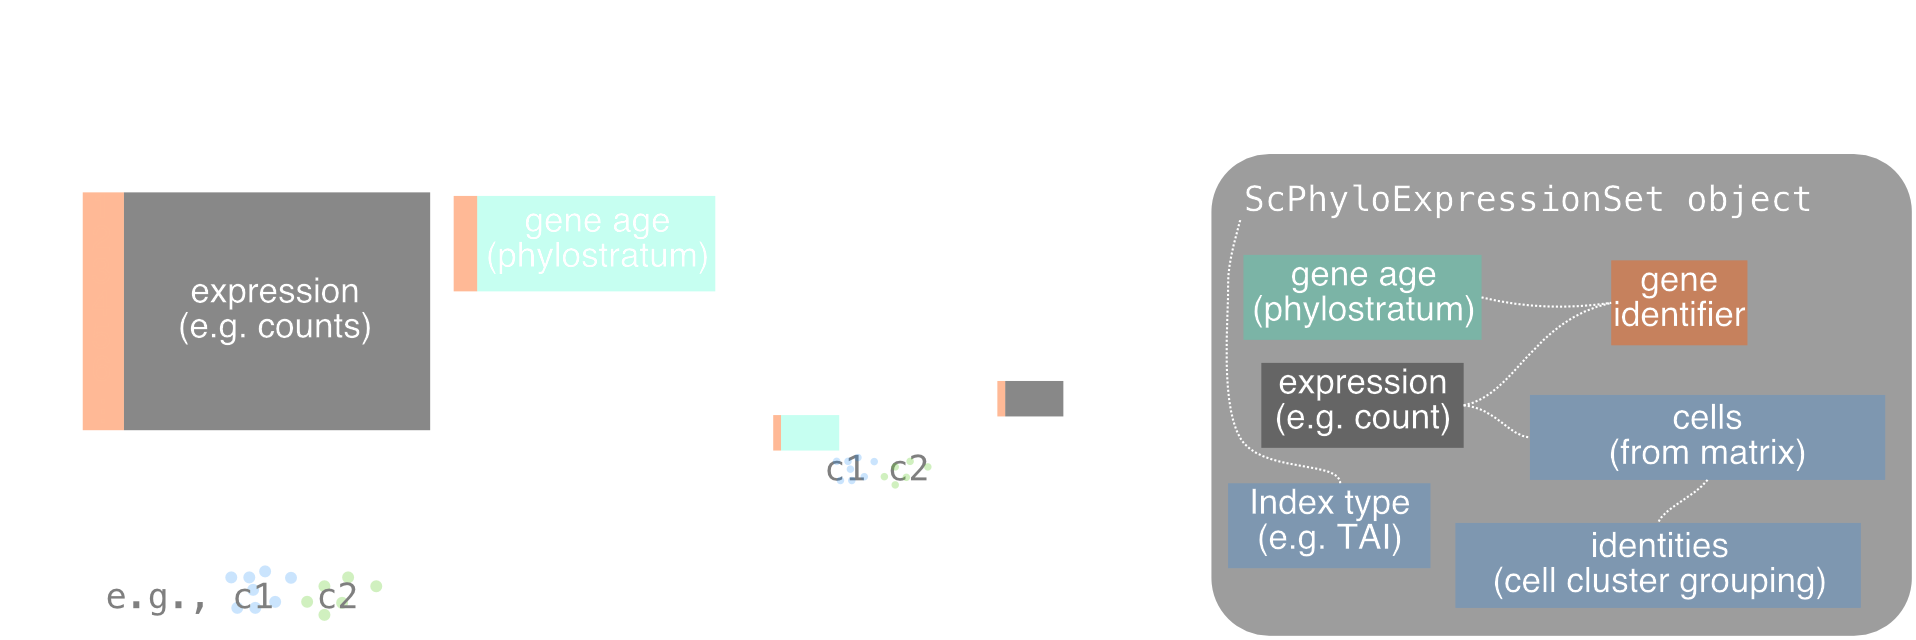 expression
(e.g. counts)
gene age
(phylostratum)
e.g., c1 c2
c1 c2
ScPhyloExpressionSet object
gene age
(phylostratum)
gene
identifier
expression
(e.g. count)
cells
(from matrix)
Index type
(e.g. TAI)
identities
(cell cluster grouping)